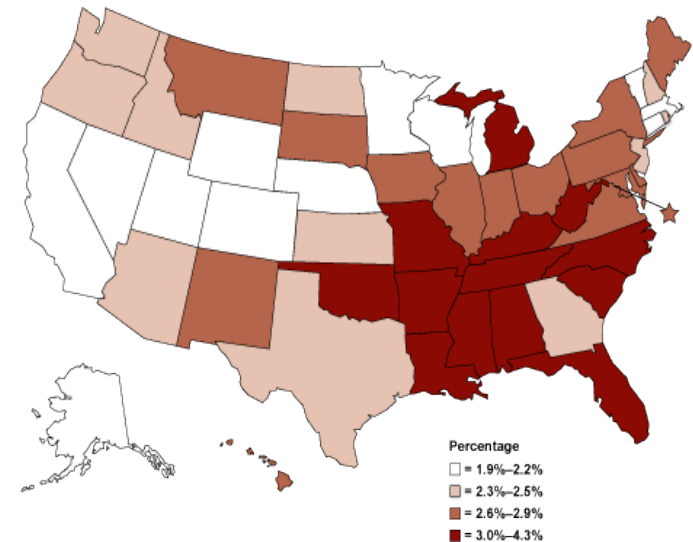 Percentage
= 1.9%–2.2%
= 2.3%–2.5%
= 2.6%–2.9%
= 3.0%–4.3%